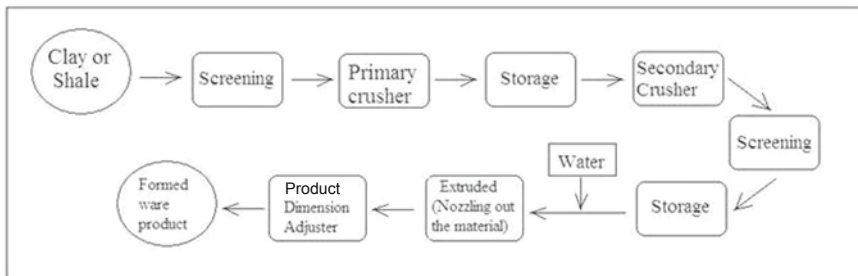 Clay or
Shale
Screening
Primary
crusher
Storage
Secondary
Crusher
Screening
Storage
Water
Extruded
(Nozzling out
the material)
Product
Dimension
Adjuster
Formed
ware
product